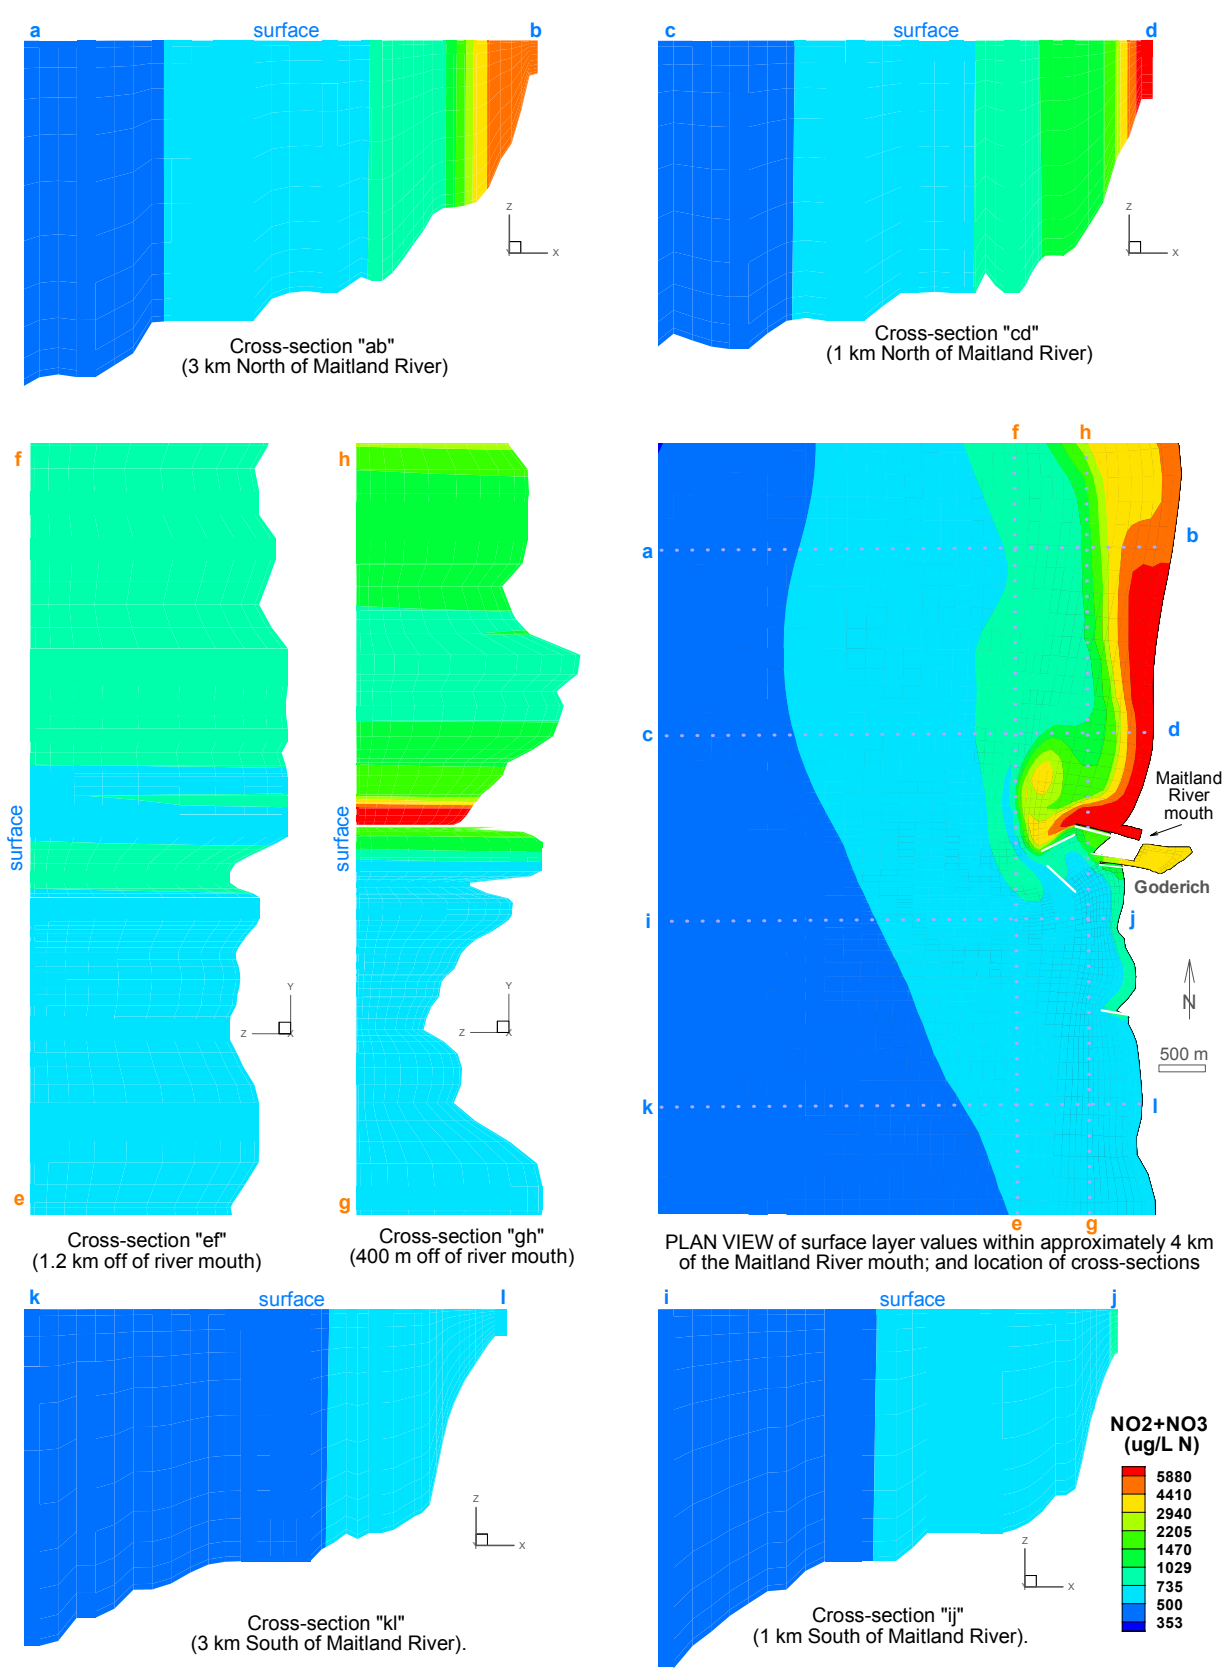 a
surface
b
c
surface
d
Z
X
Y
Z
X
Y
Cross-section "ab"
(3 km North of Maitland River)
Cross-section "cd"
(1 km North of Maitland River)
f
surface
e
Y
Z
X
h
surface
g
Y
Z
X
f
h
a
b
c
d
Maitland
River
mouth
Goderich
i
j
N
500 m
k
l
e
g
Cross-section "ef"
(1.2 km off of river mouth)
Cross-section "gh"
(400 m off of river mouth)
PLAN VIEW of surface layer values within approximately 4 km
of the Maitland River mouth; and location of cross-sections
k
surface
l
i
surface
j
Z
X
Y
Z
X
Y
Cross-section "kl"
(3 km South of Maitland River).
Cross-section "ij"
(1 km South of Maitland River).
NO2+NO3
(ug/L N)
5880
4410
2940
2205
1470
1029
735
500
353